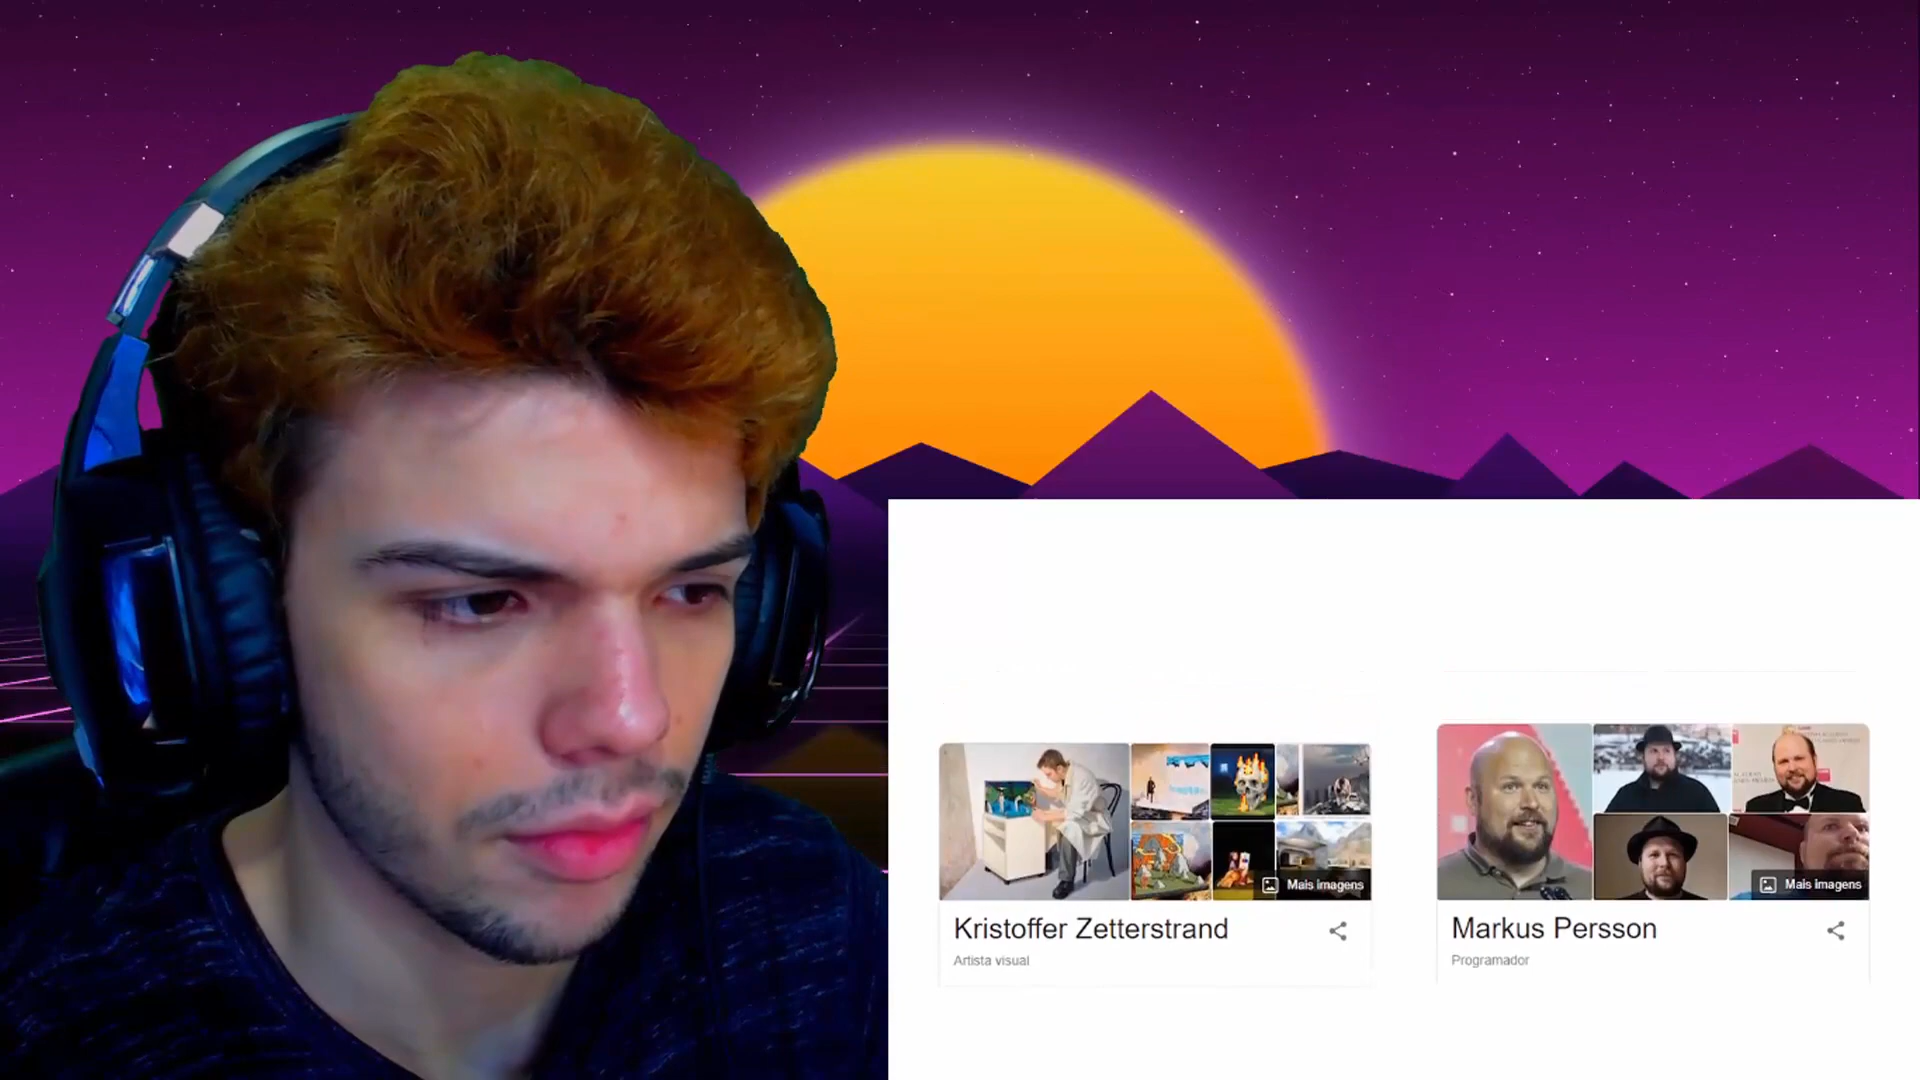 Mais imagens
Mais imagens
Kristoffer Zetterstrand
Markus Persson
Artista visual
Programador